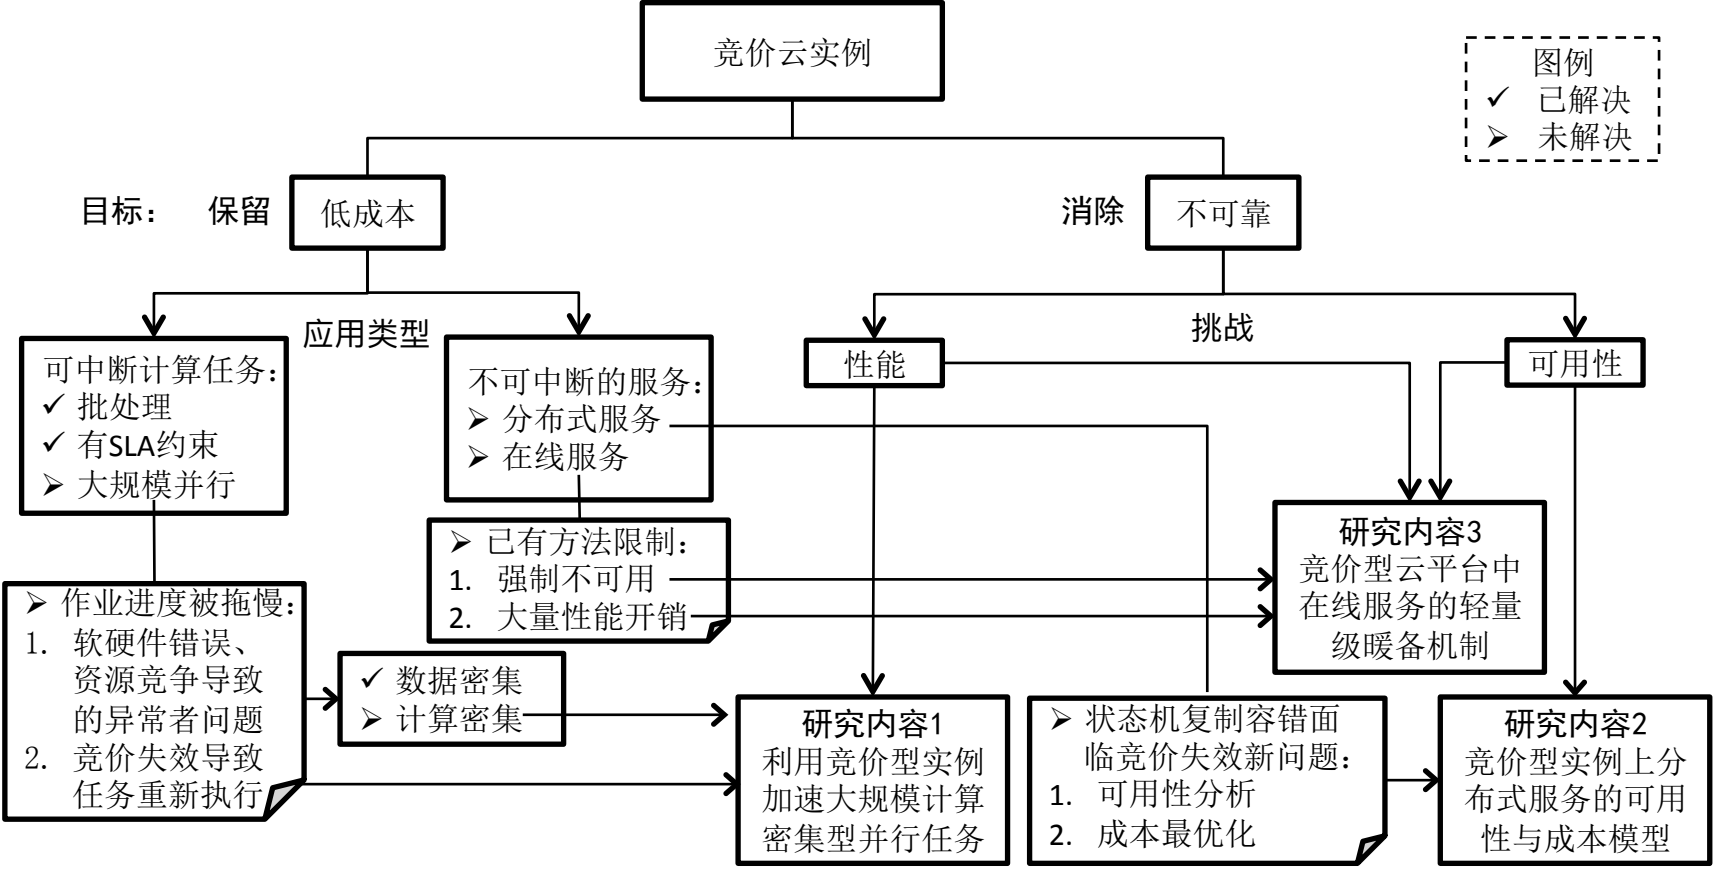 竞价云实例
图例
✓ 已解决
➢ 未解决
目标： 保留
低成本
消除
不可靠
应用类型
挑战
可中断计算任务：
✓ 批处理
✓ 有SLA约束
➢ 大规模并行
不可中断的服务：
➢ 分布式服务
➢ 在线服务
性能
可用性
➢ 已有方法限制：
1. 强制不可用
2. 大量性能开销
研究内容3
竞价型云平台中
在线服务的轻量
级暖备机制
➢ 作业进度被拖慢：
1. 软硬件错误、
资源竞争导致
的异常者问题
2. 竞价失效导致
任务重新执行
✓ 数据密集
➢ 计算密集
研究内容1
利用竞价型实例
加速大规模计算
密集型并行任务
➢ 状态机复制容错面
临竞价失效新问题：
1. 可用性分析
2. 成本最优化
研究内容2
竞价型实例上分
布式服务的可用
性与成本模型